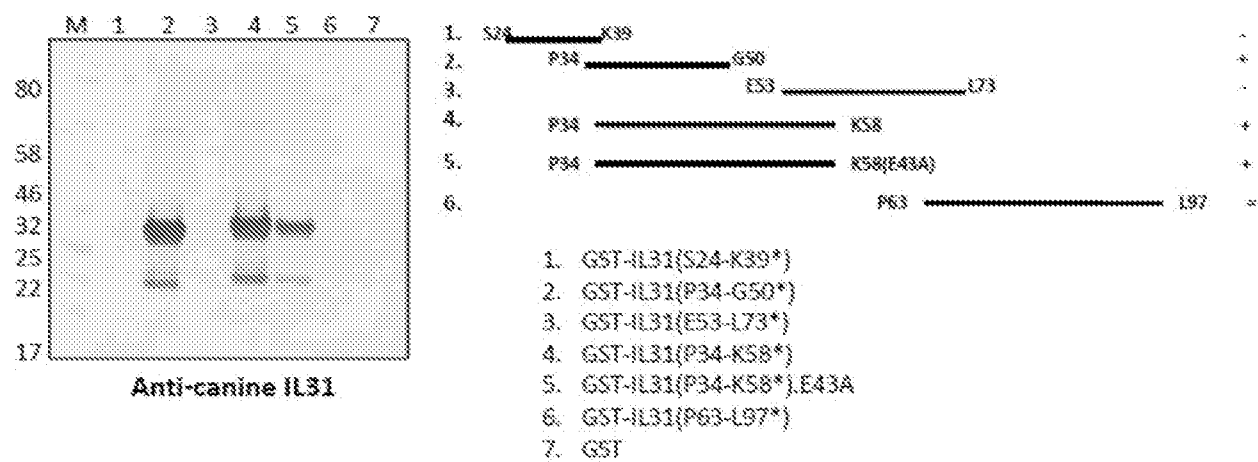 M 1 2 3 4 5 6 7
80
58
46
32
25
22
17
Anti-canine IL31
1. S24 K39 -
2. P34 G50 +
3. E53 L73 -
4. P34 K58 +
5. P34 K58(E43A) +
6. P63 L97 -
1. GST-IL31(S24-K39*)
2. GST-IL31(P34-G50*)
3. GST-IL31(E53-L73*)
4. GST-IL31(P34-K58*)
5. GST-IL31(P34-K58*).E43A
6. GST-IL31(P63-L97*)
7. GST